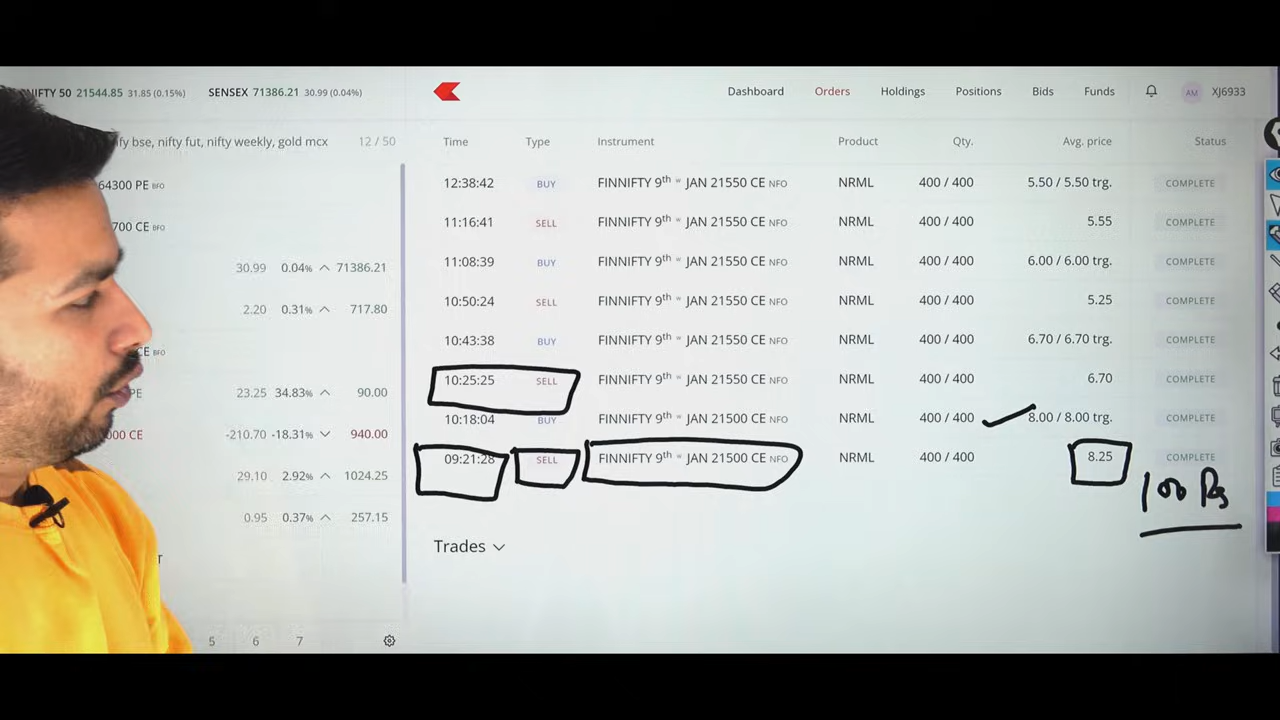 NIFTY 50 21544.85 31.85 (0.15%) SENSEX 71386.21 30.99 (0.04%) Dashboard Orders Holdings Positions Bids Funds AM XJ6933
fy bse, nifty fut, nifty weekly, gold mcx 12 / 50
64300 PE BFO
700 CE BFO
30.99 0.04% 71386.21
2.20 0.31% 717.80
CE BFO
PE 23.25 34.83% 90.00
000 CE -210.70 -18.31% 940.00
29.10 2.92% 1024.25
0.95 0.37% 257.15
T
5 6 7
Time Type Instrument Product Qty. Avg. price Status
12:38:42 BUY FINNIFTY 9th w JAN 21550 CE NFO NRML 400 / 400 5.50 / 5.50 trg. COMPLETE
11:16:41 SELL FINNIFTY 9th w JAN 21550 CE NFO NRML 400 / 400 5.55 COMPLETE
11:08:39 BUY FINNIFTY 9th w JAN 21550 CE NFO NRML 400 / 400 6.00 / 6.00 trg. COMPLETE
10:50:24 SELL FINNIFTY 9th w JAN 21550 CE NFO NRML 400 / 400 5.25 COMPLETE
10:43:38 BUY FINNIFTY 9th w JAN 21550 CE NFO NRML 400 / 400 6.70 / 6.70 trg. COMPLETE
10:25:25 SELL FINNIFTY 9th w JAN 21550 CE NFO NRML 400 / 400 6.70 COMPLETE
10:18:04 BUY FINNIFTY 9th w JAN 21500 CE NFO NRML 400 / 400 8.00 / 8.00 trg. COMPLETE
09:21:28 SELL FINNIFTY 9th w JAN 21500 CE NFO NRML 400 / 400 8.25 COMPLETE
100 Rs
Trades